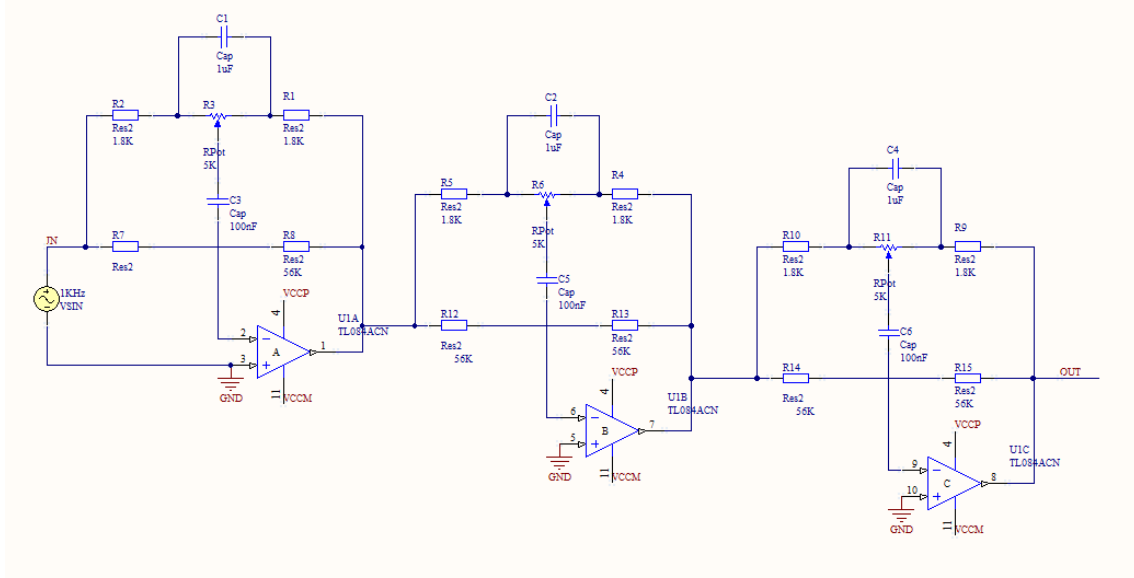 C1
Cap
1uF
R2
Res2
1.8K
R3
RPot
5K
R1
Res2
1.8K
C3
Cap
100nF
IN
R7
Res2
R8
Res2
56K
1KHz
VSIN
VCCP
4
U1A
TL084ACN
2
3
A
1
11
VCCM
GND
C2
Cap
1uF
R5
Res2
1.8K
R6
RPot
5K
R4
Res2
1.8K
C5
Cap
100nF
R12
Res2
56K
R13
Res2
56K
VCCP
4
U1B
TL084ACN
6
5
B
7
11
VCCM
GND
C4
Cap
1uF
R10
Res2
1.8K
R11
RPot
5K
R9
Res2
1.8K
C6
Cap
100nF
R14
Res2
56K
R15
Res2
56K
OUT
VCCP
4
U1C
TL084ACN
9
10
C
8
11
VCCM
GND